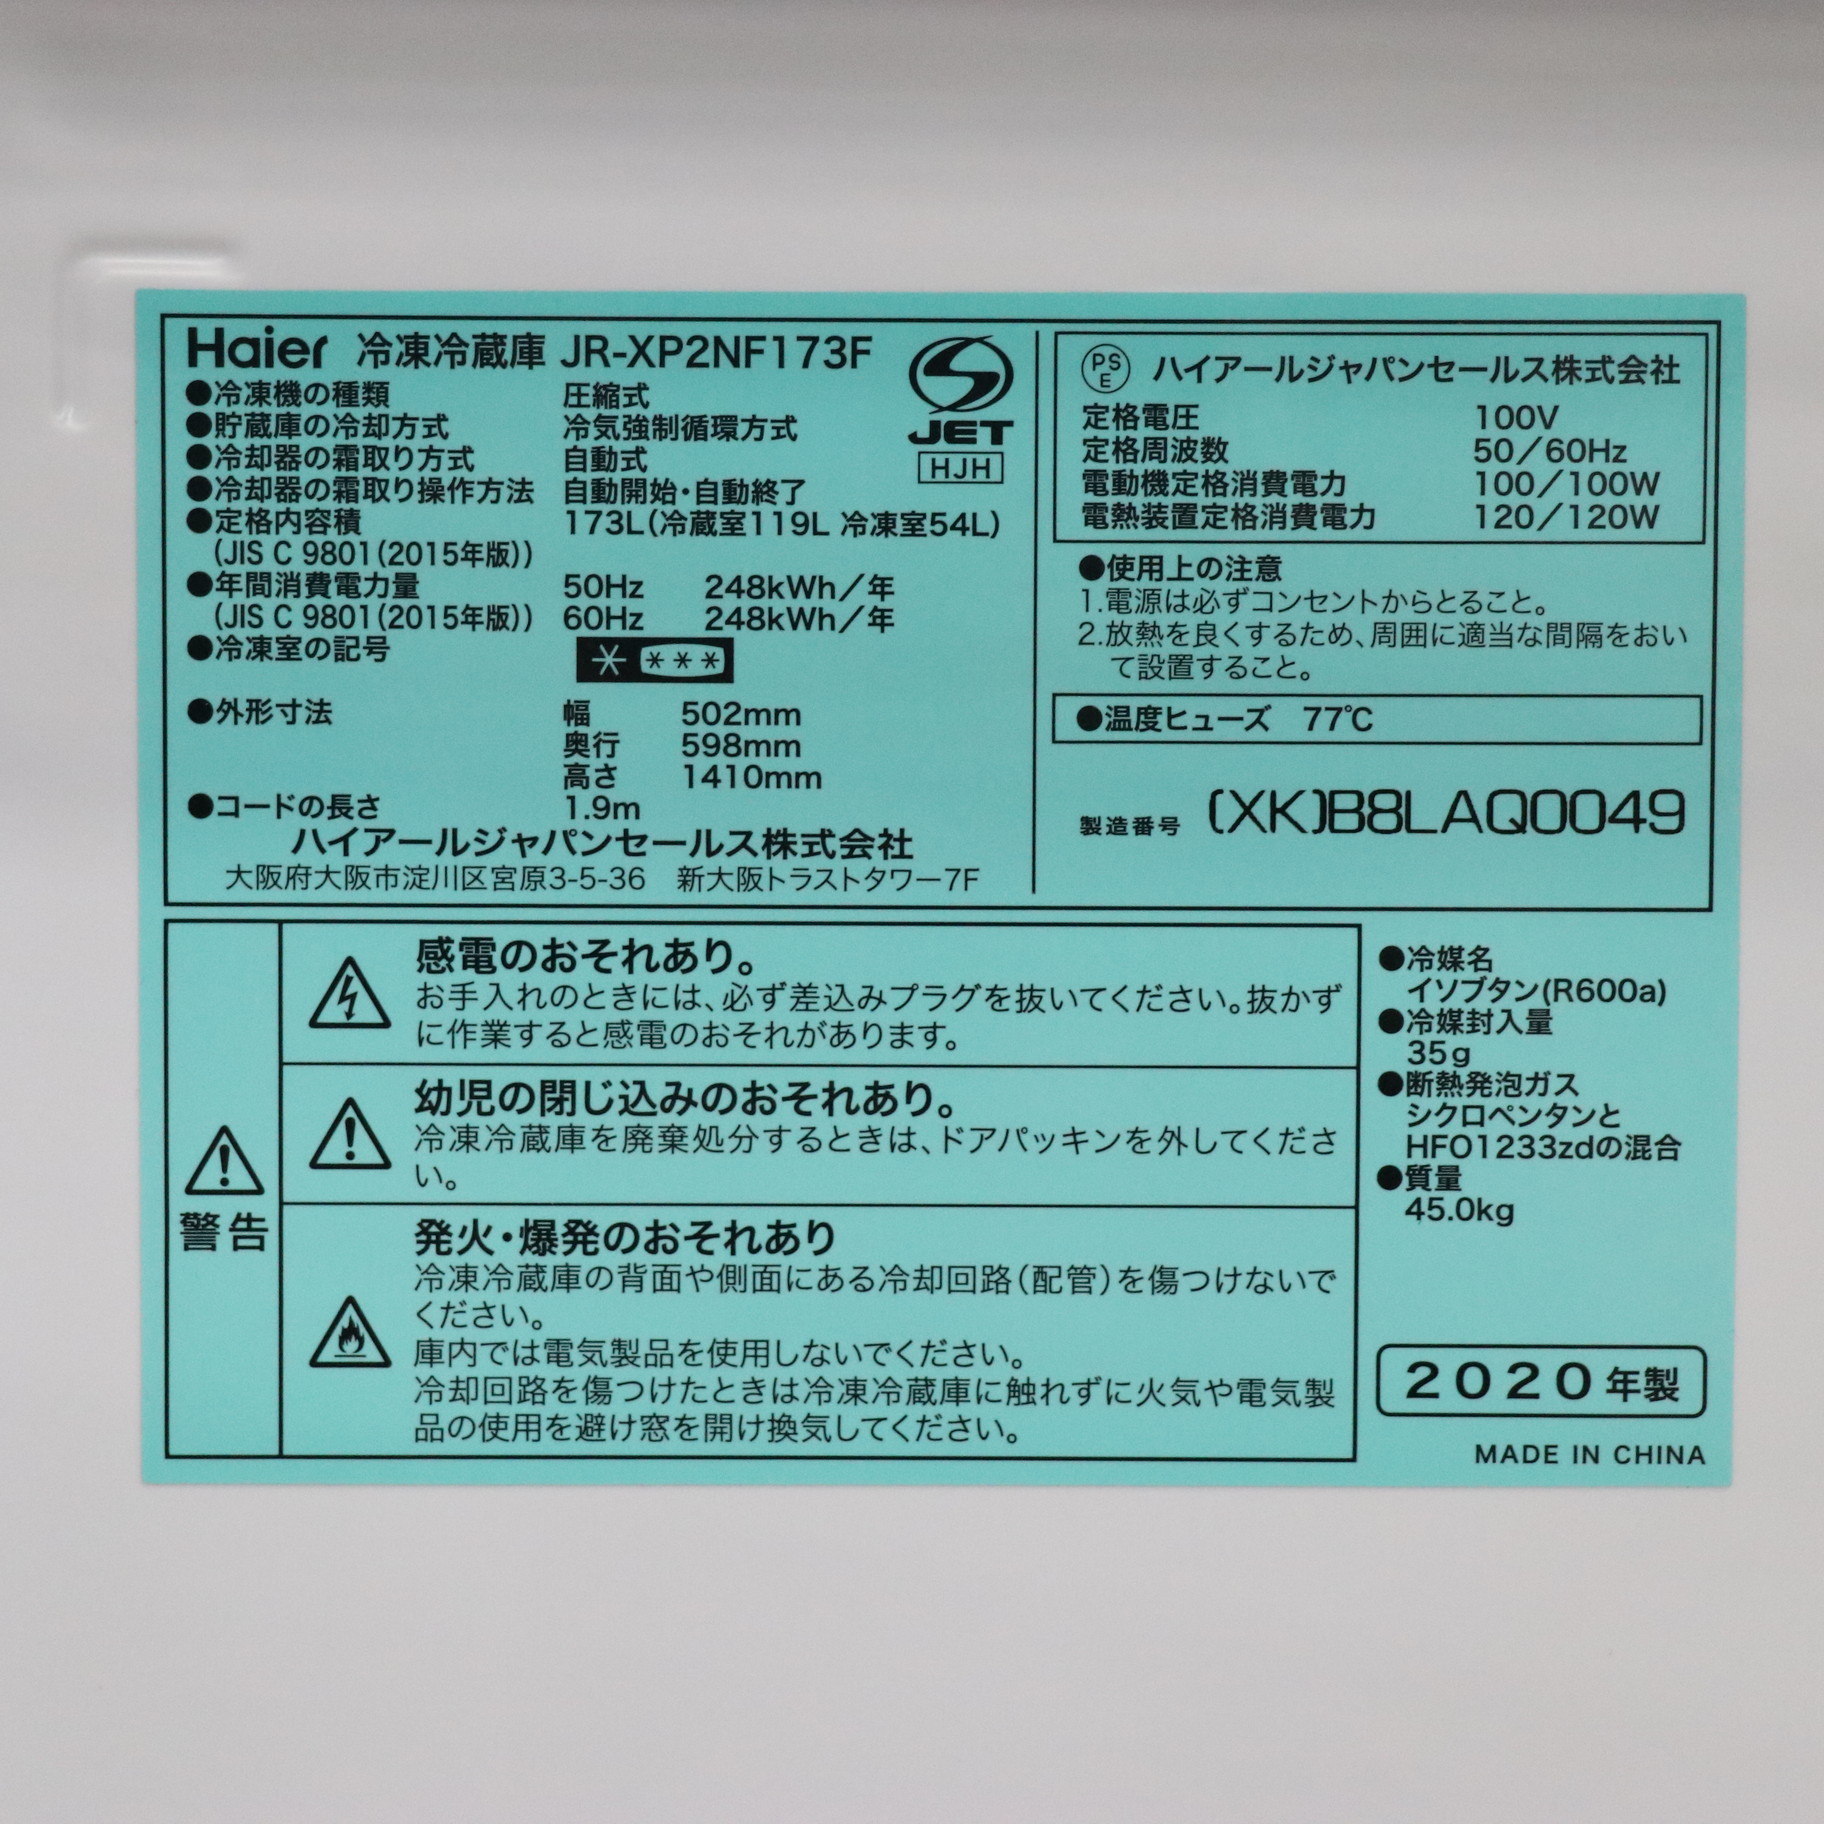 Haier 冷凍冷蔵庫 JR-XP2NF173F
●冷凍機の種類 圧縮式
●貯蔵庫の冷却方式 冷気強制循環方式
●冷却器の霜取り方式 自動式
●冷却器の霜取り操作方法 自動開始・自動終了
●定格内容積 173L(冷蔵室119L 冷凍室54L)
(JIS C 9801(2015年版))
●年間消費電力量 50Hz 248kWh/年
(JIS C 9801(2015年版)) 60Hz 248kWh/年
●冷凍室の記号 * ***
●外形寸法 幅 502mm
奥行 598mm
高さ 1410mm
●コードの長さ 1.9m
ハイアールジャパンセールス株式会社
大阪府大阪市淀川区宮原3-5-36 新大阪トラストタワー7F
JET
HJH
PS
E
ハイアールジャパンセールス株式会社
定格電圧 100V
定格周波数 50/60Hz
電動機定格消費電力 100/100W
電熱装置定格消費電力 120/120W
●使用上の注意
1.電源は必ずコンセントからとること。
2.放熱を良くするため、周囲に適当な間隔をおい
て設置すること。
●温度ヒューズ 77℃
製造番号 (XK)B8LAQ0049
警告
感電のおそれあり。
お手入れのときには、必ず差込みプラグを抜いてください。抜かず
に作業すると感電のおそれがあります。
幼児の閉じ込みのおそれあり。
冷凍冷蔵庫を廃棄処分するときは、ドアパッキンを外してくださ
い。
発火・爆発のおそれあり
冷凍冷蔵庫の背面や側面にある冷却回路(配管)を傷つけないで
ください。
庫内では電気製品を使用しないでください。
冷却回路を傷つけたときは冷凍冷蔵庫に触れずに火気や電気製
品の使用を避け窓を開け換気してください。
●冷媒名
イソブタン(R600a)
●冷媒封入量
35g
●断熱発泡ガス
シクロペンタンと
HFO1233zdの混合
●質量
45.0kg
2020年製
MADE IN CHINA